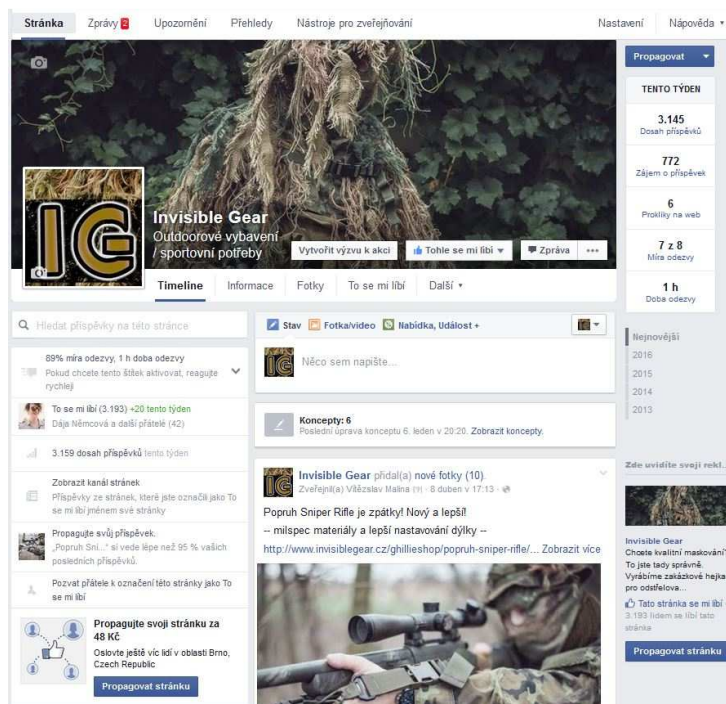 Stránka Zprávy 2 Upozornění Přehledy Nástroje pro zveřejňování Nastavení Nápověda
Invisible Gear
Outdoorové vybavení
/ sportovní potřeby
Vytvořit výzvu k akci Tohle se mi líbí Zpráva
IG
Timeline Informace Fotky To se mi líbí Další
Propagovat
TENTO TÝDEN
3.145
Dosah příspěvků
772
Zájem o příspěvek
6
Prokliky na web
7 z 8
Míra odezvy
1 h
Doba odezvy
Nejnovější
2016
2015
2014
2013
Hledat příspěvky na této stránce
89% míra odezvy, 1 h doba odezvy
Pokud chcete tento štítek aktivovat, reagujte
rychleji
To se mi líbí (3.193) +20 tento týden
Dája Němcová a další přátelé (42)
3.159 dosah příspěvků tento týden
Zobrazit kanál stránek
Příspěvky ze stránek, které jste označili jako To
se mi líbí jménem své stránky
Propagujte svůj příspěvek.
„Popruh Sni...“ si vede lépe než 95 % vašich
posledních příspěvků.
Pozvat přátele k označení této stránky jako To
se mi líbí
Propagujte svoji stránku za
48 Kč
Oslovte ještě víc lidí v oblasti Brno,
Czech Republic
Propagovat stránku
Stav Fotka/video Nabídka, Událost +
IG
Něco sem napište...
Koncepty: 6
Poslední úprava konceptu 6. leden v 20:20. Zobrazit koncepty.
IG
Invisible Gear přidal(a) nové fotky (10).
Zveřejnil(a) Vítězslav Malina · 8 duben v 17:13 ·
Popruh Sniper Rifle je zpátky! Nový a lepší!
-- milspec materiály a lepší nastavování dýlky --
http://www.invisiblegear.cz/ghillieshop/popruh-sniper-rifle/... Zobrazit více
Zde uvidíte svoji rekl...
Invisible Gear
Chcete kvalitní maskování?
To jste tady správně.
Vyrábíme zakázkové hejka
pro odstřelova...
Tato stránka se mi líbí
3.193 lidem se líbí tato
stránka
Propagovat stránku